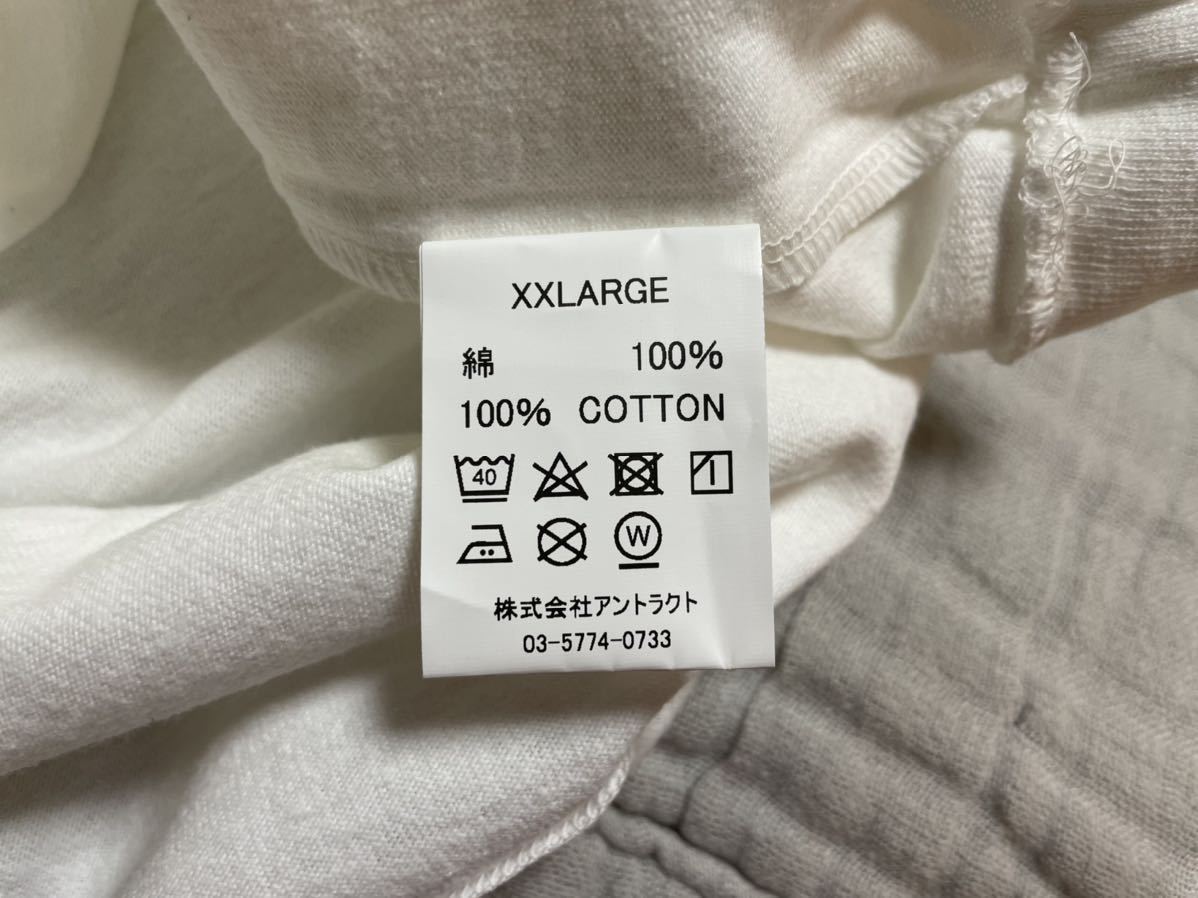 XXLARGE
綿 100%
100% COTTON
40
W
株式会社アントラクト
03-5774-0733